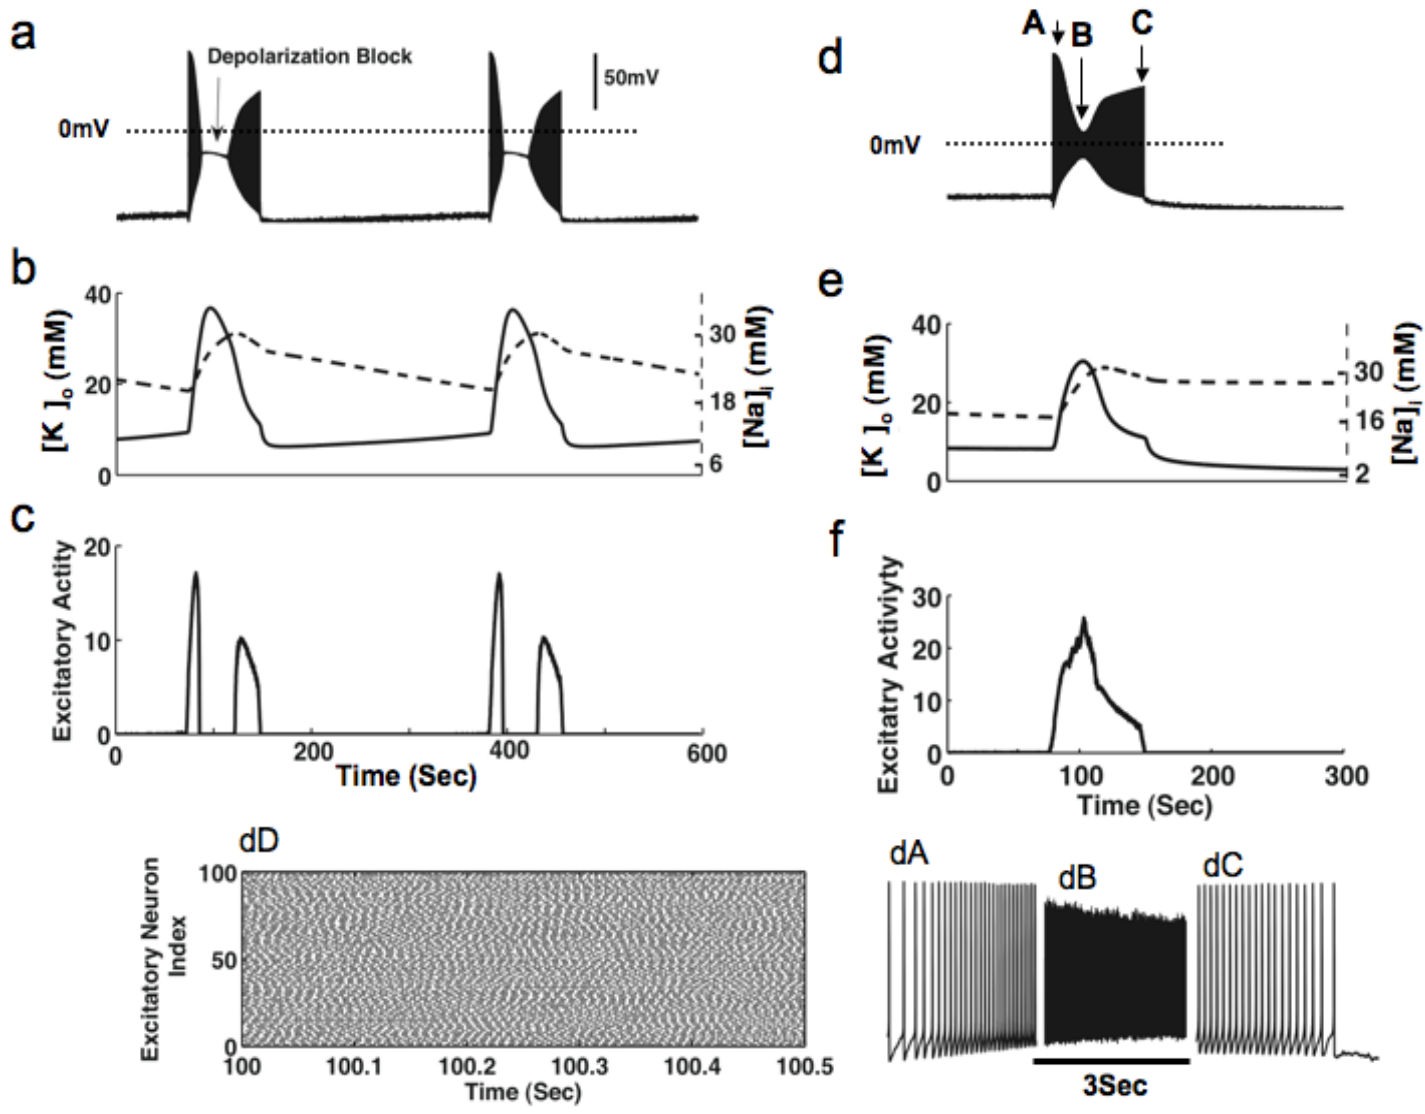 a
Depolarization Block
50mV
0mV
b
40
20
0
[K ]o (mM)
30
18
6
[Na]i (mM)
c
20
10
0
Excitatory Actity
0
200
400
600
Time (Sec)
dD
100
50
0
Excitatory Neuron
Index
100
100.1
100.2
100.3
100.4
100.5
Time (Sec)
d
A
B
C
0mV
e
40
20
0
[K ]o (mM)
30
16
2
[Na]i (mM)
f
30
20
10
0
Excitatry Activiyty
0
100
200
300
Time (Sec)
dA
dB
dC
3Sec